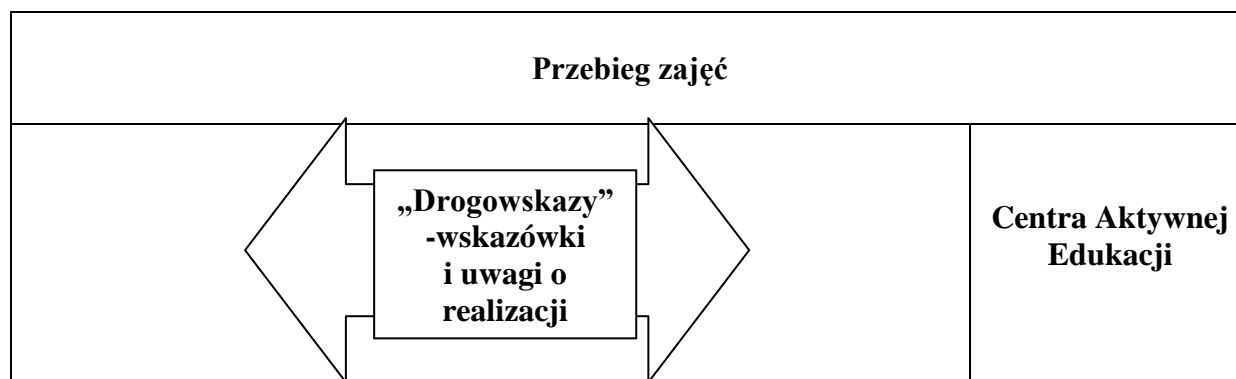 Przebieg zajęć
„Drogowskazy”
-wskazówki
i uwagi o
realizacji
Centra Aktywnej
Edukacji